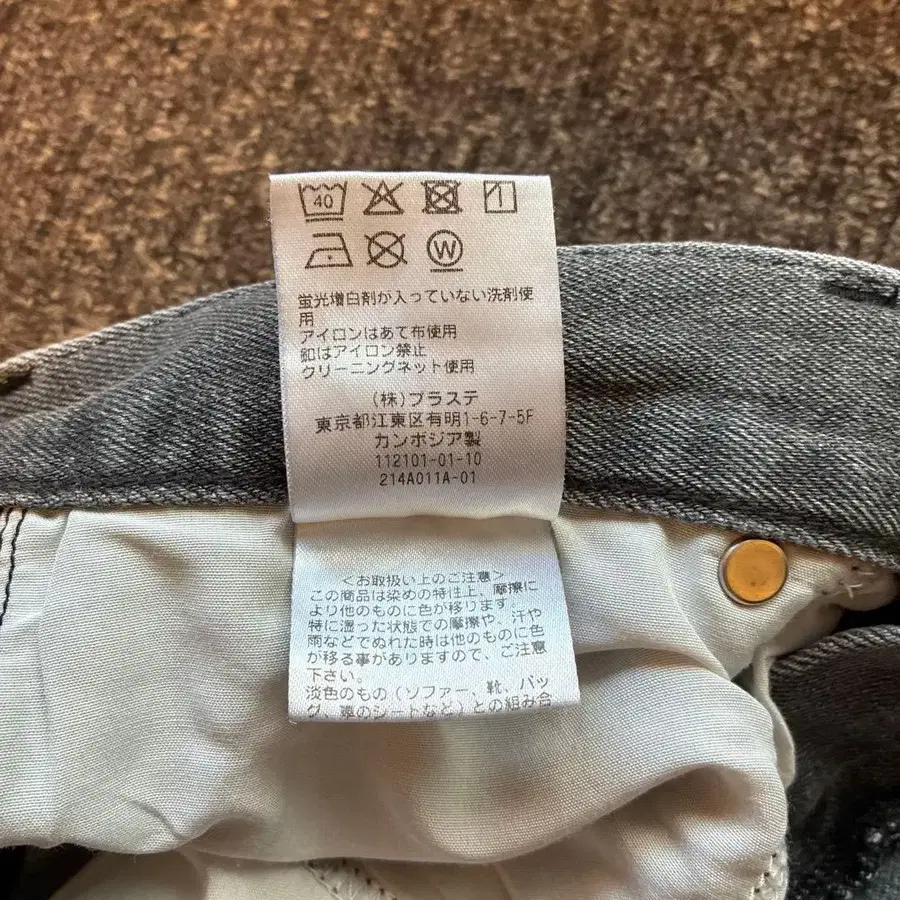 40
W
蛍光増白剤が入っていない洗剤使
用
アイロンはあて布使用
釦はアイロン禁止
クリーニングネット使用
(株)プラステ
東京都江東区有明1-6-7-5F
カンボジア製
112101-01-10
214A011A-01
＜お取扱い上のご注意＞
この商品は染めの特性上、摩擦に
より他のものに色が移ります。
特に湿った状態での摩擦や、汗や
雨などでぬれた時は他のものに色
が移る事がありますので、ご注意
下さい。
淡色のもの(ソファー、靴、バッ
グ、車のシートなど)との組み合